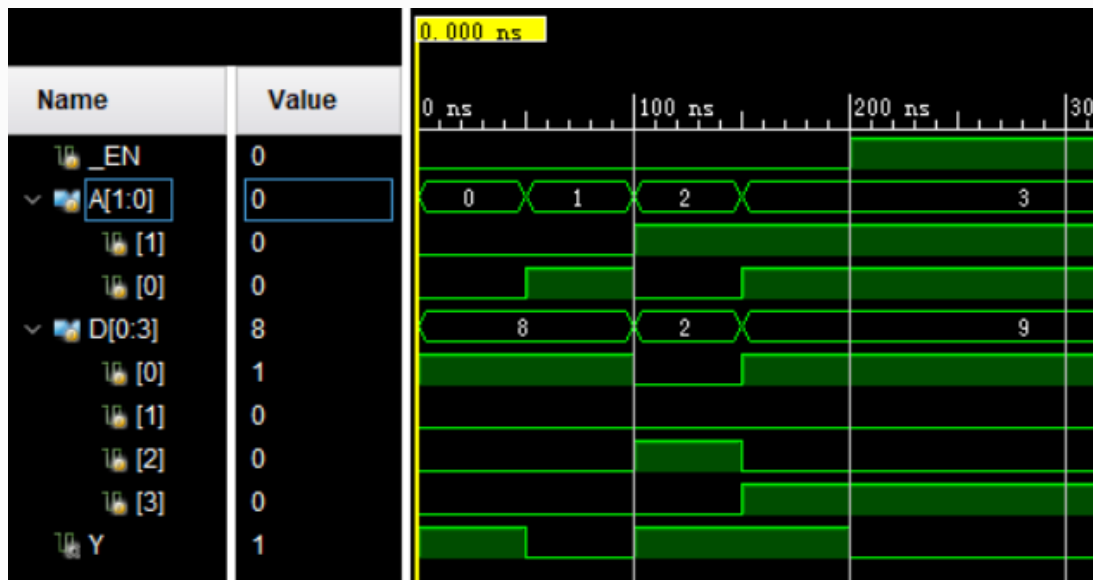 0.000 ns
Name Value 0 ns 100 ns 200 ns 30
_EN 0
A[1:0] 0 0 1 2 3
[1] 0
[0] 0
D[0:3] 8 8 2 9
[0] 1
[1] 0
[2] 0
[3] 0
Y 1